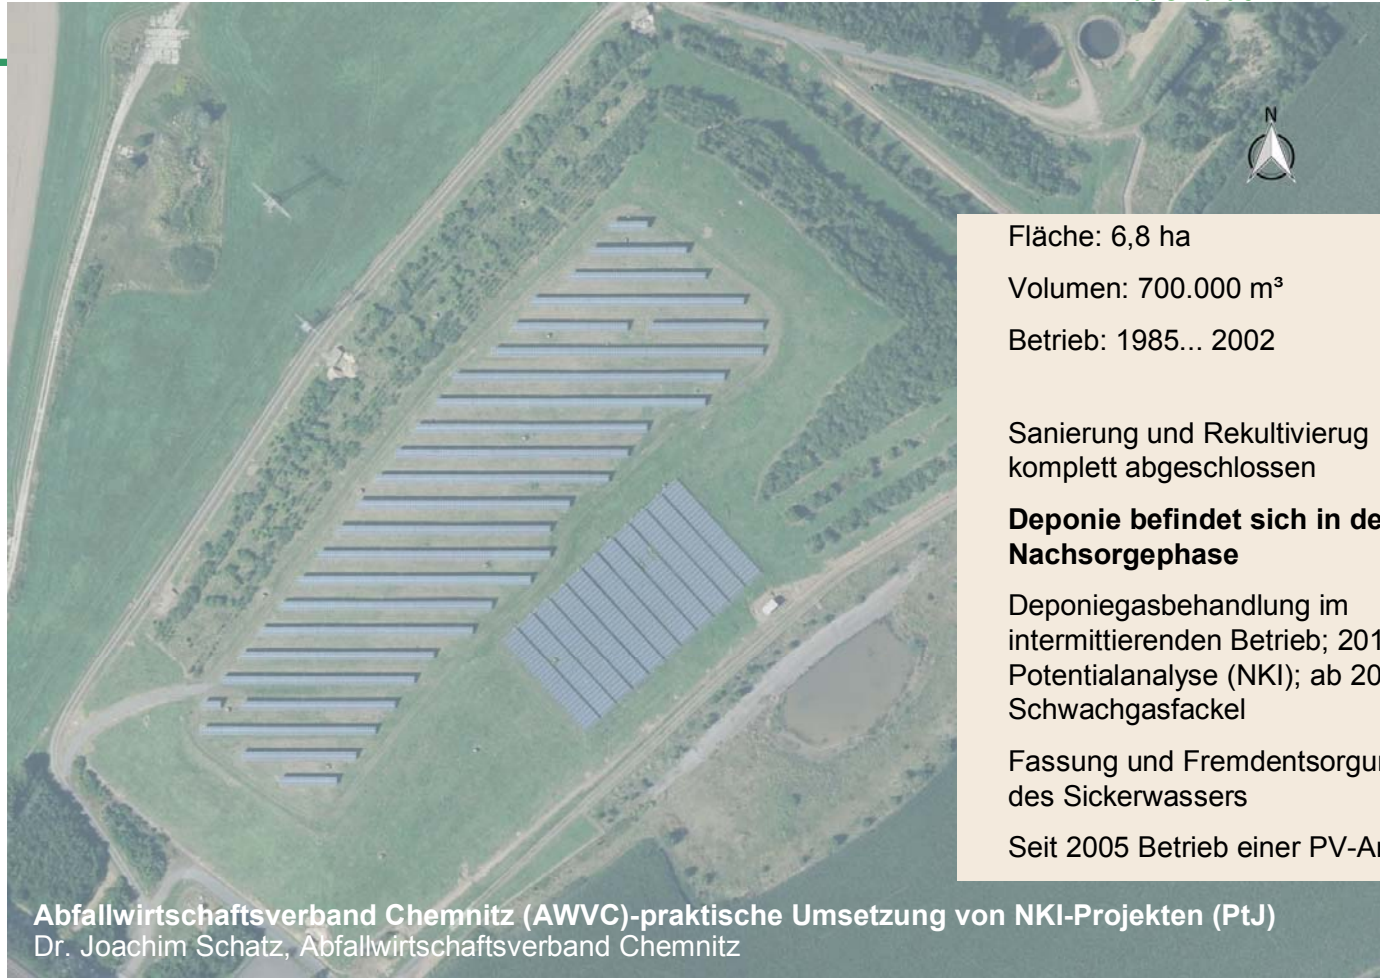 N
Fläche: 6,8 ha
Volumen: 700.000 m³
Betrieb: 1985... 2002
Sanierung und Rekultivierug
komplett abgeschlossen
Deponie befindet sich in de
Nachsorgephase
Deponiegasbehandlung im
intermittierenden Betrieb; 201
Potentialanalyse (NKI); ab 20
Schwachgasfackel
Fassung und Fremdentsorgu
des Sickerwassers
Seit 2005 Betrieb einer PV-A
Abfallwirtschaftsverband Chemnitz (AWVC)-praktische Umsetzung von NKI-Projekten (PtJ)
Dr. Joachim Schatz, Abfallwirtschaftsverband Chemnitz